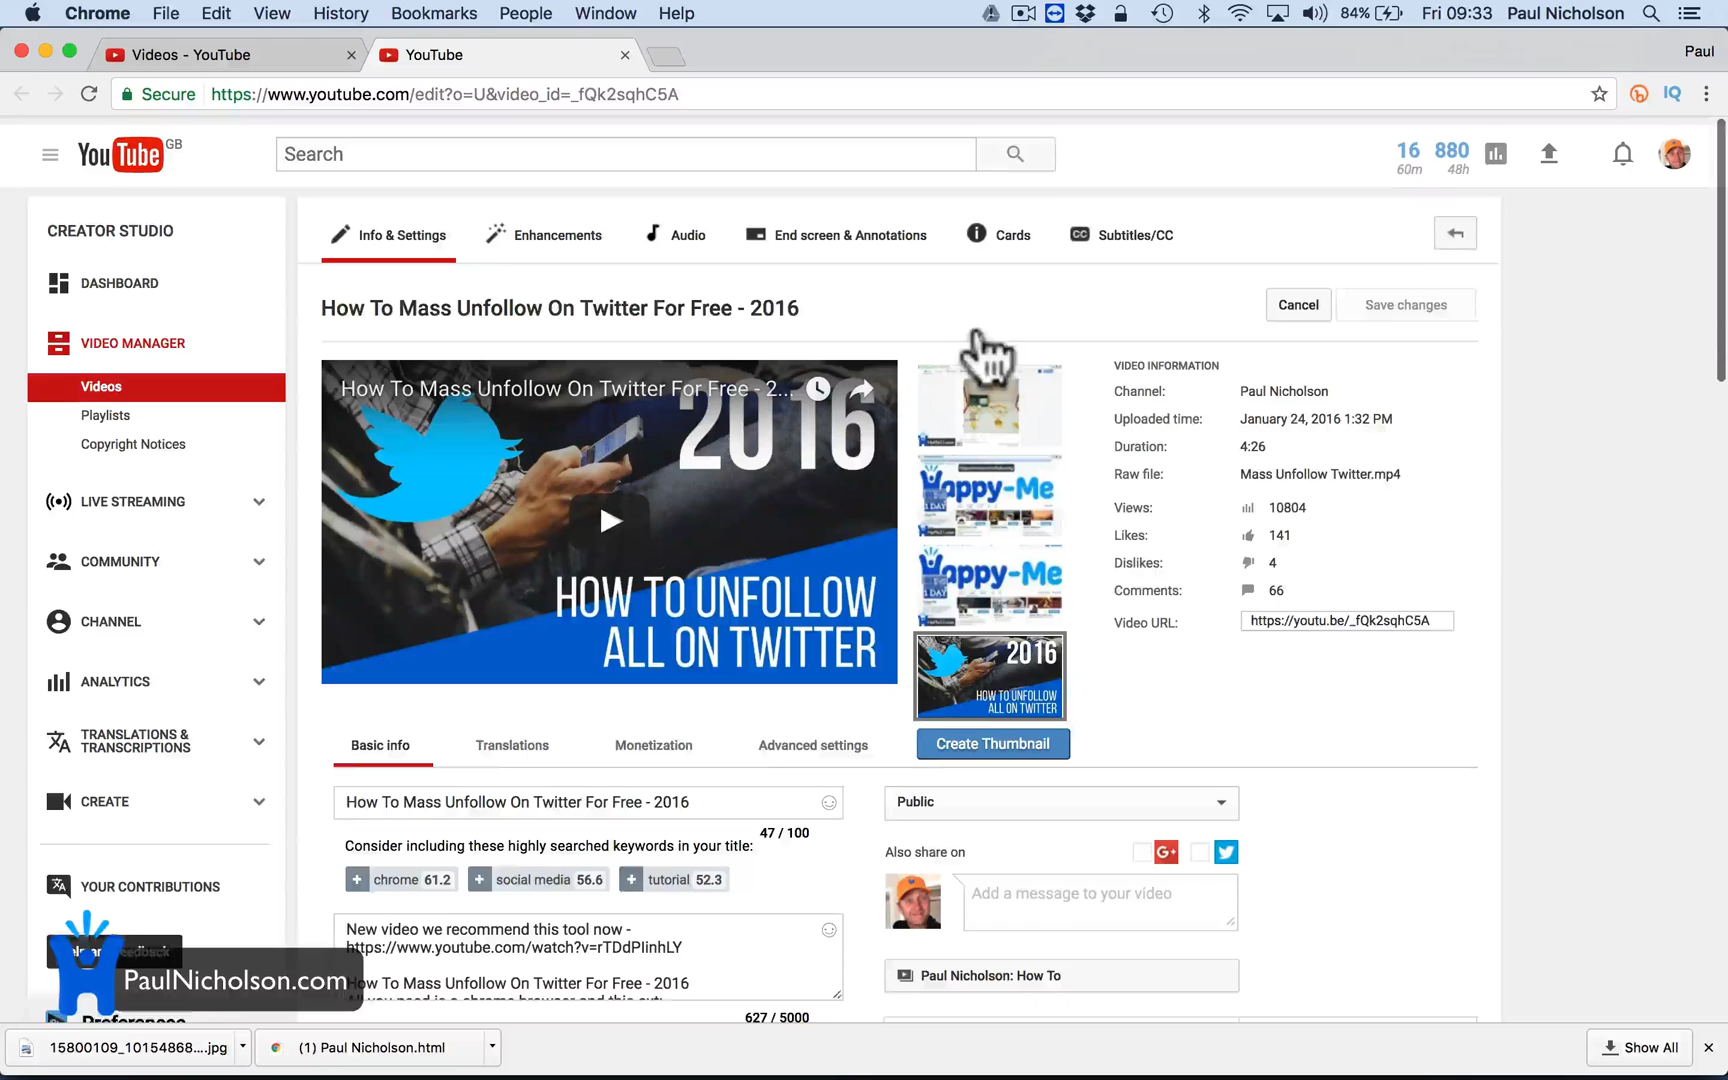 Chrome File Edit View History Bookmarks People Window Help 84% Fri 09:33 Paul Nicholson
Videos - YouTube YouTube Paul
Secure https://www.youtube.com/edit?o=U&video_id=_fQk2sqhC5A IQ
YouTube GB Search 16 60m 880 48h
CREATOR STUDIO
DASHBOARD
VIDEO MANAGER
Videos
Playlists
Copyright Notices
LIVE STREAMING
COMMUNITY
CHANNEL
ANALYTICS
TRANSLATIONS &
TRANSCRIPTIONS
CREATE
YOUR CONTRIBUTIONS
PaulNicholson.com
Info & Settings Enhancements Audio End screen & Annotations Cards CC Subtitles/CC
How To Mass Unfollow On Twitter For Free - 2016 Cancel Save changes
How To Mass Unfollow On Twitter For Free - 2...
2016
HOW TO UNFOLLOW
ALL ON TWITTER
Yappy-Me
1 DAY
Yappy-Me
1 DAY
2016
HOW TO UNFOLLOW
ALL ON TWITTER
Create Thumbnail
VIDEO INFORMATION
Channel: Paul Nicholson
Uploaded time: January 24, 2016 1:32 PM
Duration: 4:26
Raw file: Mass Unfollow Twitter.mp4
Views: 10804
Likes: 141
Dislikes: 4
Comments: 66
Video URL: https://youtu.be/_fQk2sqhC5A
Basic info Translations Monetization Advanced settings
How To Mass Unfollow On Twitter For Free - 2016
47 / 100
Consider including these highly searched keywords in your title:
+ chrome 61.2 + social media 56.6 + tutorial 52.3
New video we recommend this tool now -
https://www.youtube.com/watch?v=rTDdPIinhLY
How To Mass Unfollow On Twitter For Free - 2016
627 / 5000
Public
Also share on G+
Add a message to your video
Paul Nicholson: How To
15800109_10154868....jpg (1) Paul Nicholson.html Show All